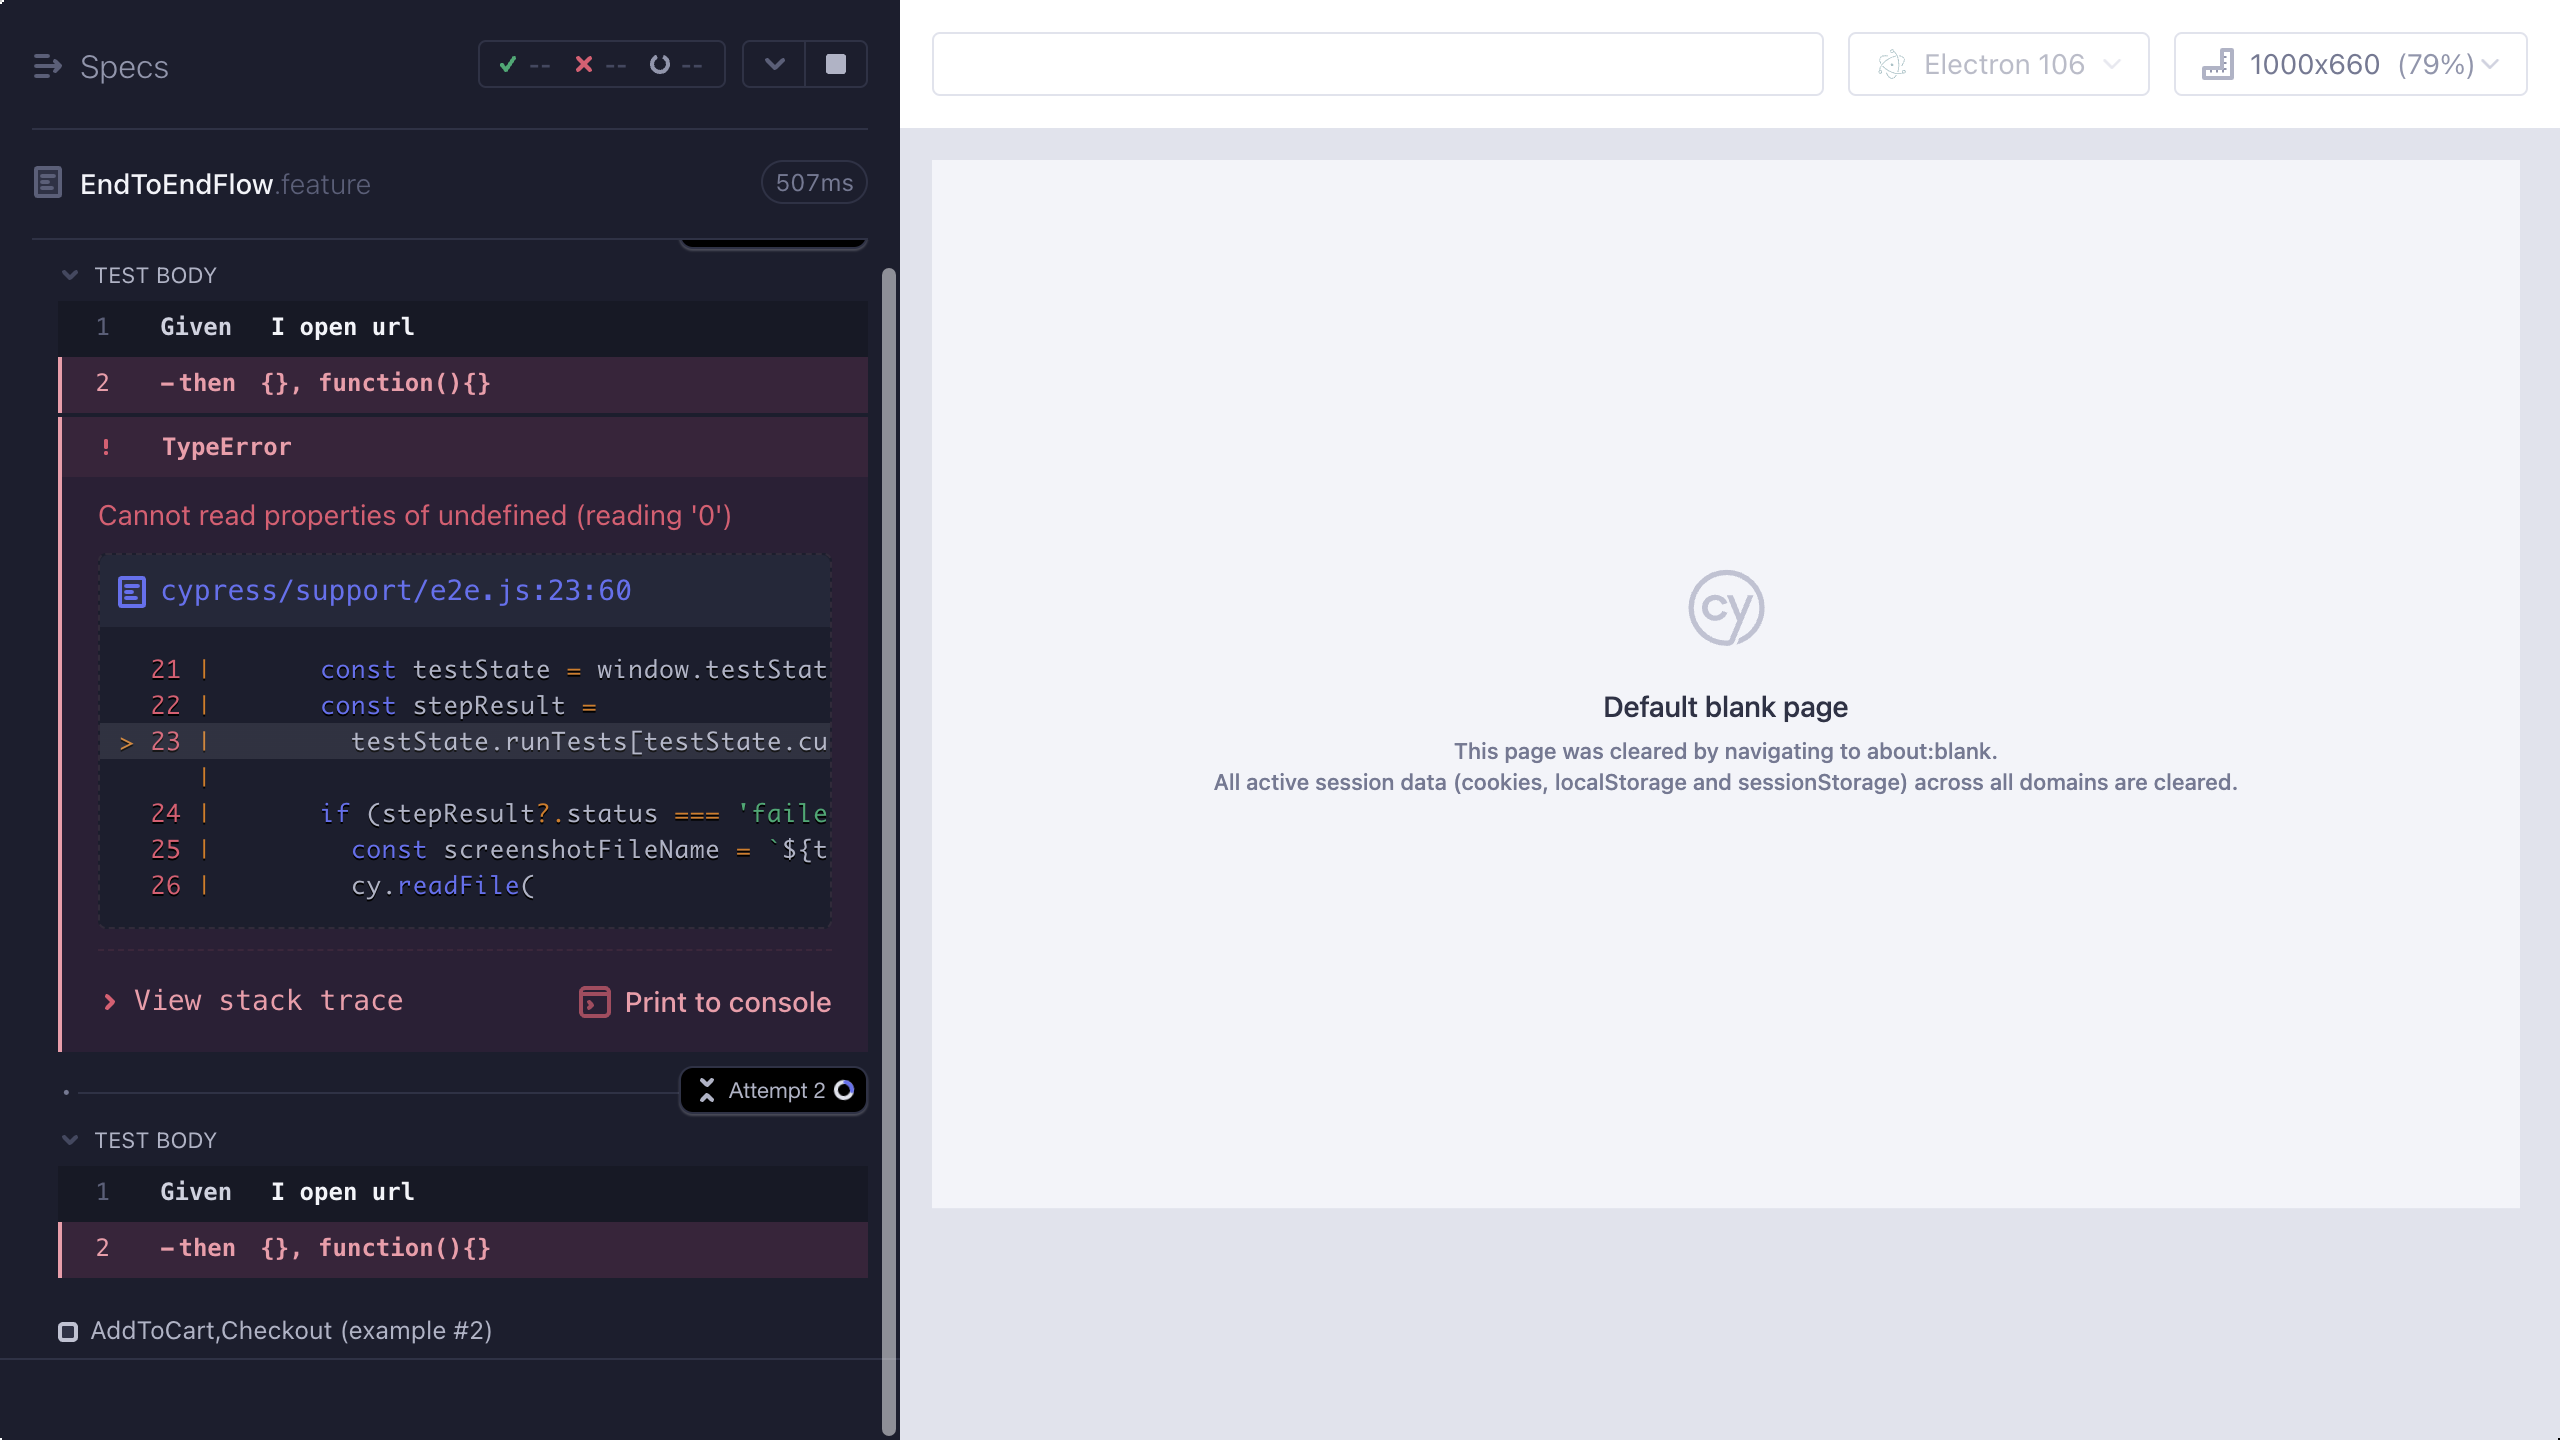 Specs
-- -- --
EndToEndFlow.feature
507ms
TEST BODY
1 Given I open url
2 -then {}, function(){}
! TypeError
Cannot read properties of undefined (reading '0')
cypress/support/e2e.js:23:60
21 | const testState = window.testStat
22 | const stepResult =
> 23 | testState.runTests[testState.cu
|
24 | if (stepResult?.status === 'faile
25 | const screenshotFileName = `${t
26 | cy.readFile(
View stack trace
Print to console
Attempt 2
TEST BODY
1 Given I open url
2 -then {}, function(){}
AddToCart,Checkout (example #2)
Electron 106
1000x660 (79%)
cy
Default blank page
This page was cleared by navigating to about:blank.
All active session data (cookies, localStorage and sessionStorage) across all domains are cleared.